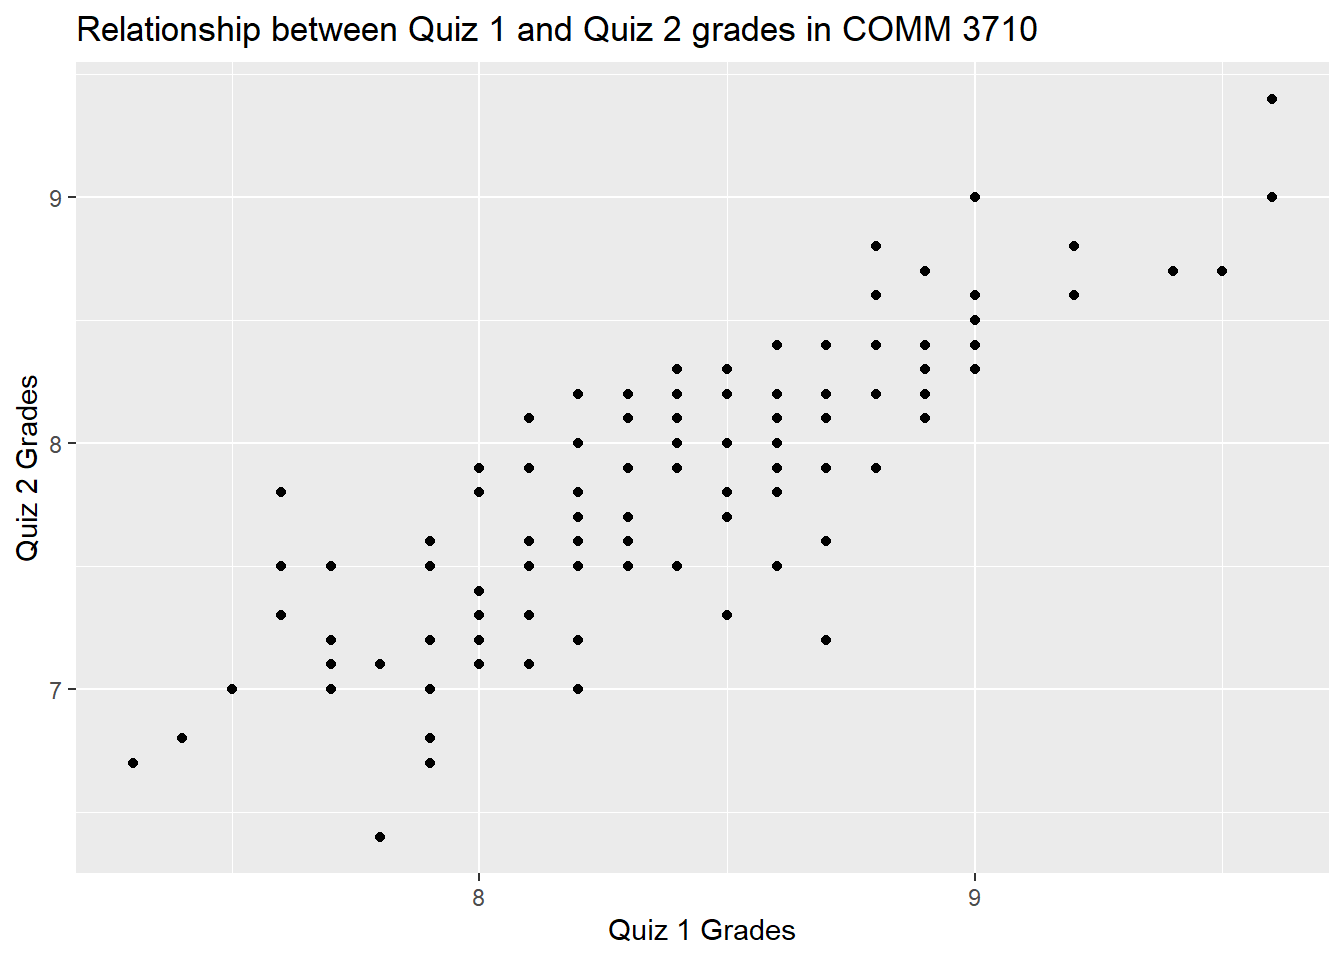 Relationship between Quiz 1 and Quiz 2 grades in COMM 3710
9
8
7
Quiz 2 Grades
8 9
Quiz 1 Grades